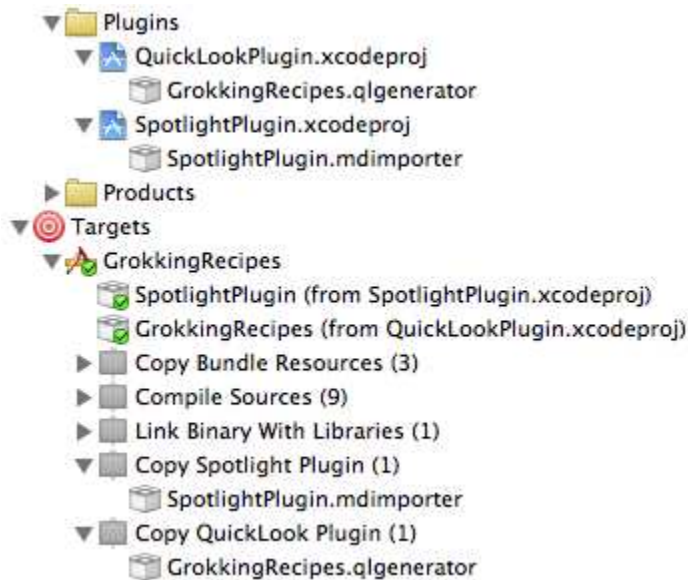 Plugins
QuickLookPlugin.xcodeproj
GrokkingRecipes.qlgenerator
SpotlightPlugin.xcodeproj
SpotlightPlugin.mdimporter
Products
Targets
GrokkingRecipes
SpotlightPlugin (from SpotlightPlugin.xcodeproj)
GrokkingRecipes (from QuickLookPlugin.xcodeproj)
Copy Bundle Resources (3)
Compile Sources (9)
Link Binary With Libraries (1)
Copy Spotlight Plugin (1)
SpotlightPlugin.mdimporter
Copy QuickLook Plugin (1)
GrokkingRecipes.qlgenerator